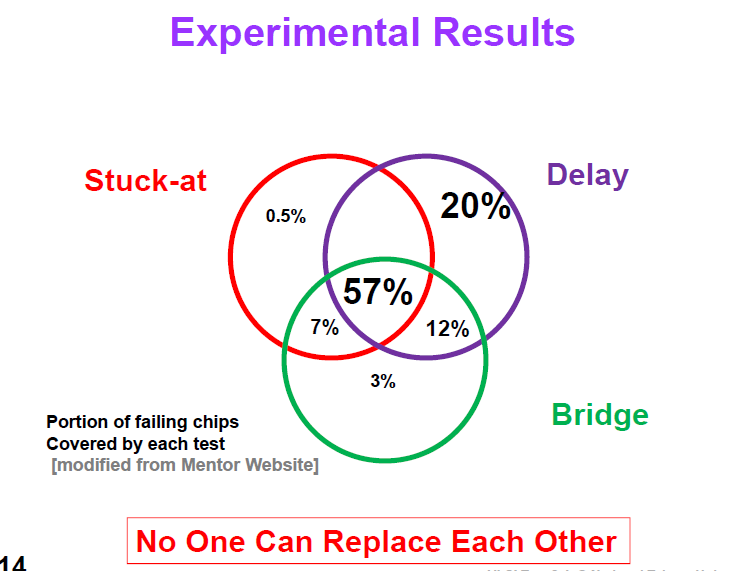 Experimental Results
Stuck-at
Delay
0.5%
20%
57%
7%
12%
3%
Bridge
Portion of failing chips
Covered by each test
[modified from Mentor Website]
No One Can Replace Each Other
14